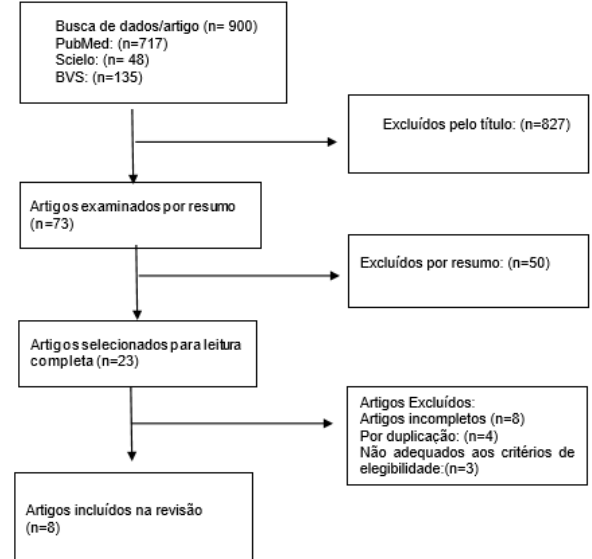 Busca de dados/artigo (n= 900)
PubMed: (n=717)
Scielo: (n= 48)
BVS: (n=135)
Excluídos pelo título: (n=827)
Artigos examinados por resumo
(n=73)
Excluídos por resumo: (n=50)
Artigos selecionados para leitura
completa (n=23)
Artigos Excluídos:
Artigos incompletos (n=8)
Por duplicação: (n=4)
Não adequados aos critérios de
elegibilidade:(n=3)
Artigos incluídos na revisão
(n=8)